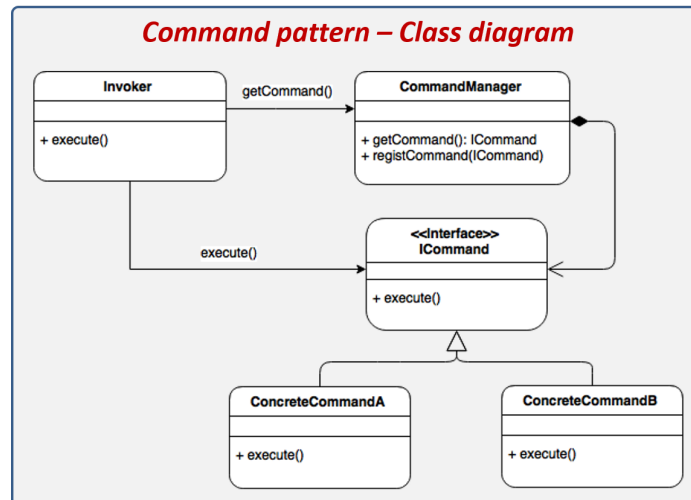 Command pattern – Class diagram
Invoker
+ execute()
getCommand()
CommandManager
+ getCommand(): ICommand
+ registCommand(ICommand)
execute()
<<Interface>>
ICommand
+ execute()
ConcreteCommandA
+ execute()
ConcreteCommandB
+ execute()